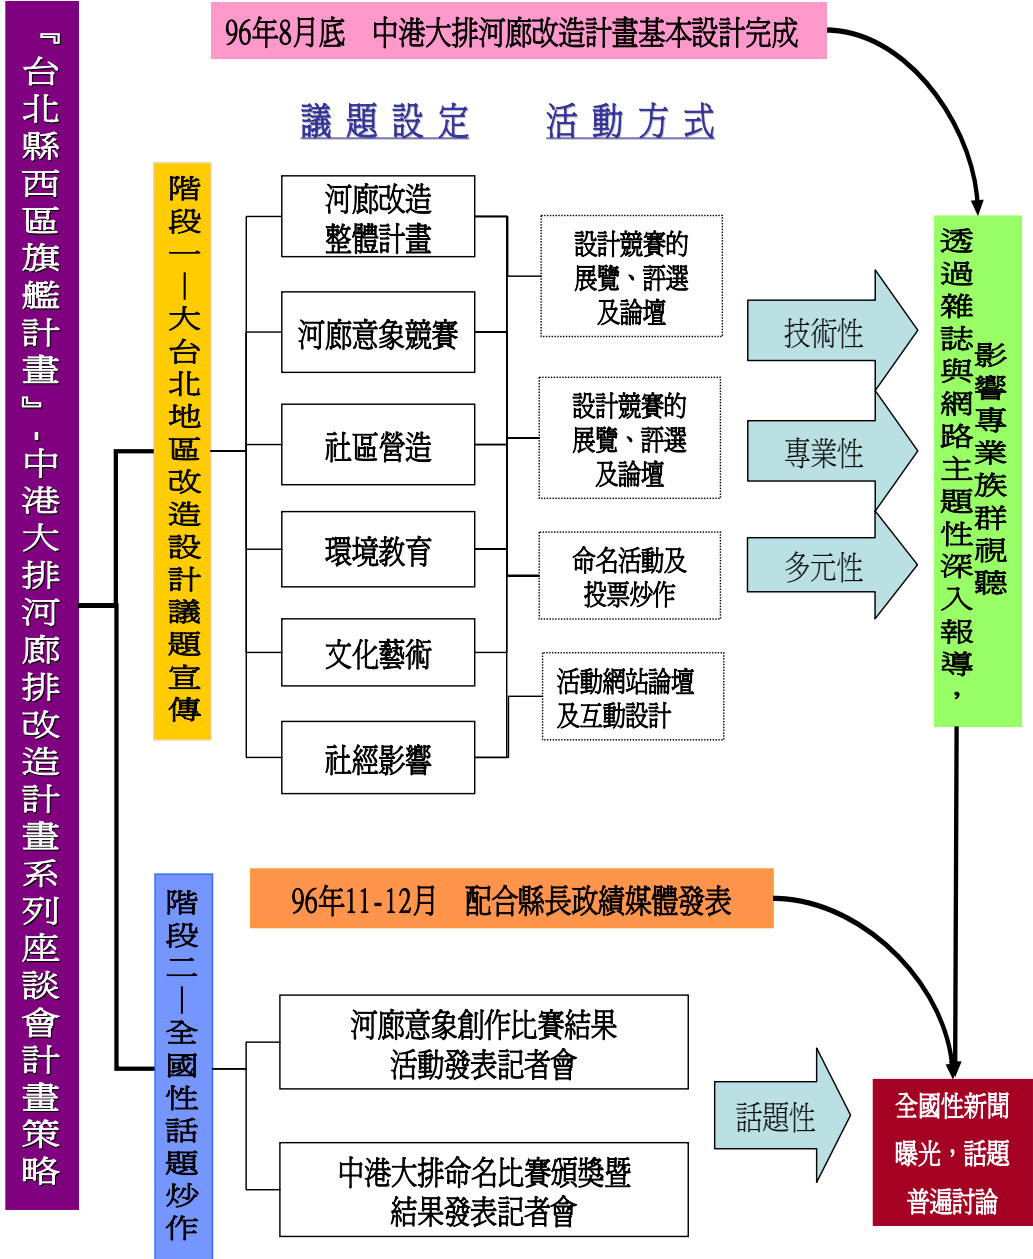 『台北縣西區旗艦計畫』-中港大排河廊排改造計畫系列座談會計畫策略
96年8月底　中港大排河廊改造計畫基本設計完成
議題設定
活動方式
階段一—大台北地區改造設計議題宣傳
河廊改造
整體計畫
河廊意象競賽
社區營造
環境教育
文化藝術
社經影響
設計競賽的
展覽、評選
及論壇
設計競賽的
展覽、評選
及論壇
命名活動及
投票炒作
活動網站論壇
及互動設計
技術性
專業性
多元性
透過雜誌與網路主題性深入報導，
影響專業族群視聽
96年11-12月　配合縣長政績媒體發表
階段二—全國性話題炒作
河廊意象創作比賽結果
活動發表記者會
中港大排命名比賽頒獎暨
結果發表記者會
話題性
全國性新聞
曝光，話題
普遍討論